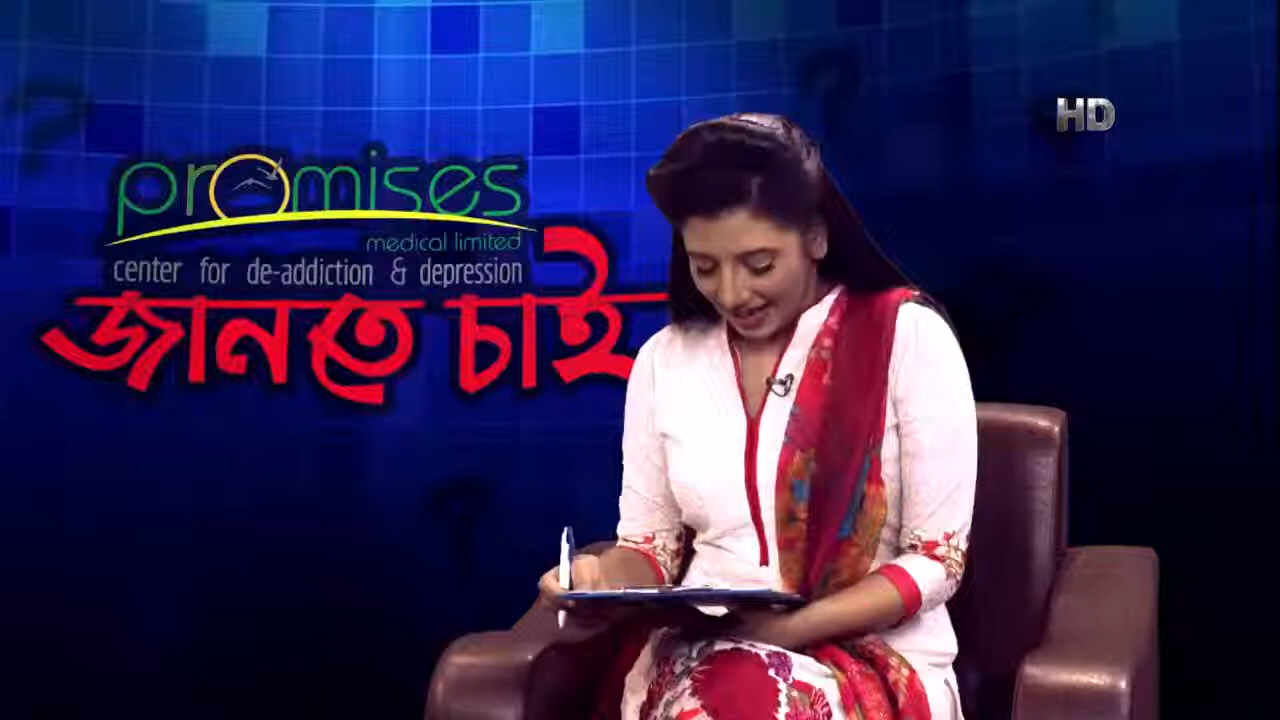 HD
promises
medical limited
center for de-addiction & depression
জানতে চাই